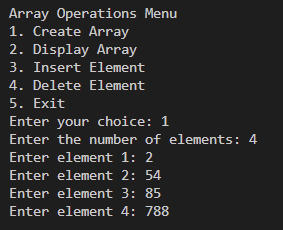 Array Operations Menu
1. Create Array
2. Display Array
3. Insert Element
4. Delete Element
5. Exit
Enter your choice: 1
Enter the number of elements: 4
Enter element 1: 2
Enter element 2: 54
Enter element 3: 85
Enter element 4: 788